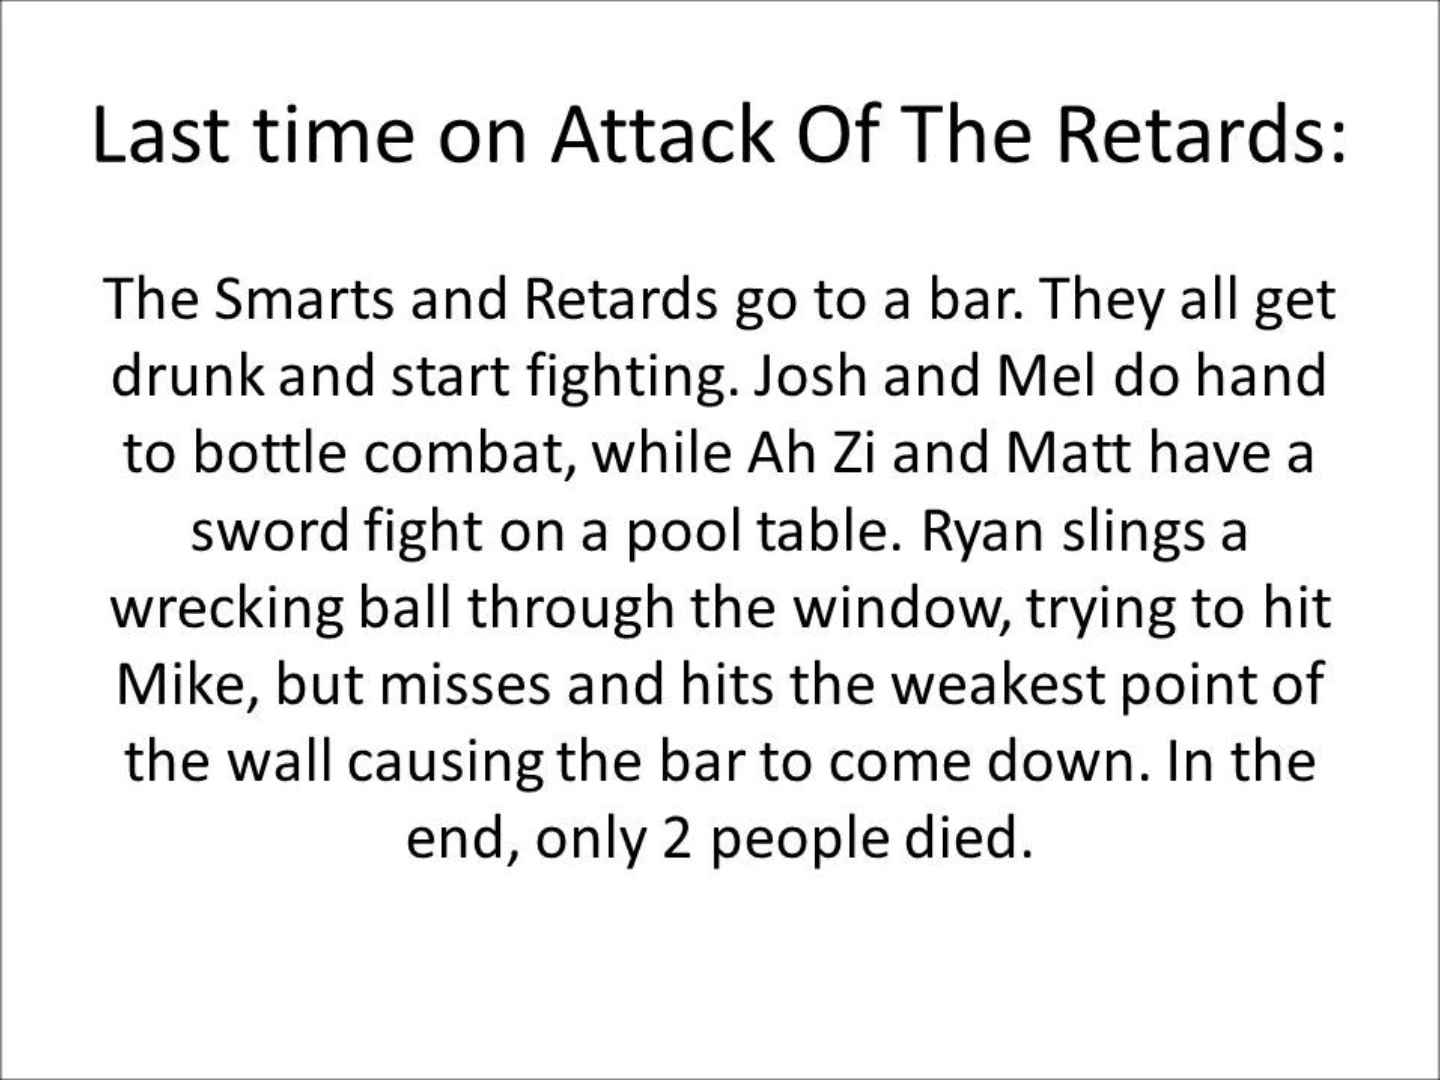 Last time on Attack Of The Retards:
The Smarts and Retards go to a bar. They all get
drunk and start fighting. Josh and Mel do hand
to bottle combat, while Ah Zi and Matt have a
sword fight on a pool table. Ryan slings a
wrecking ball through the window, trying to hit
Mike, but misses and hits the weakest point of
the wall causing the bar to come down. In the
end, only 2 people died.